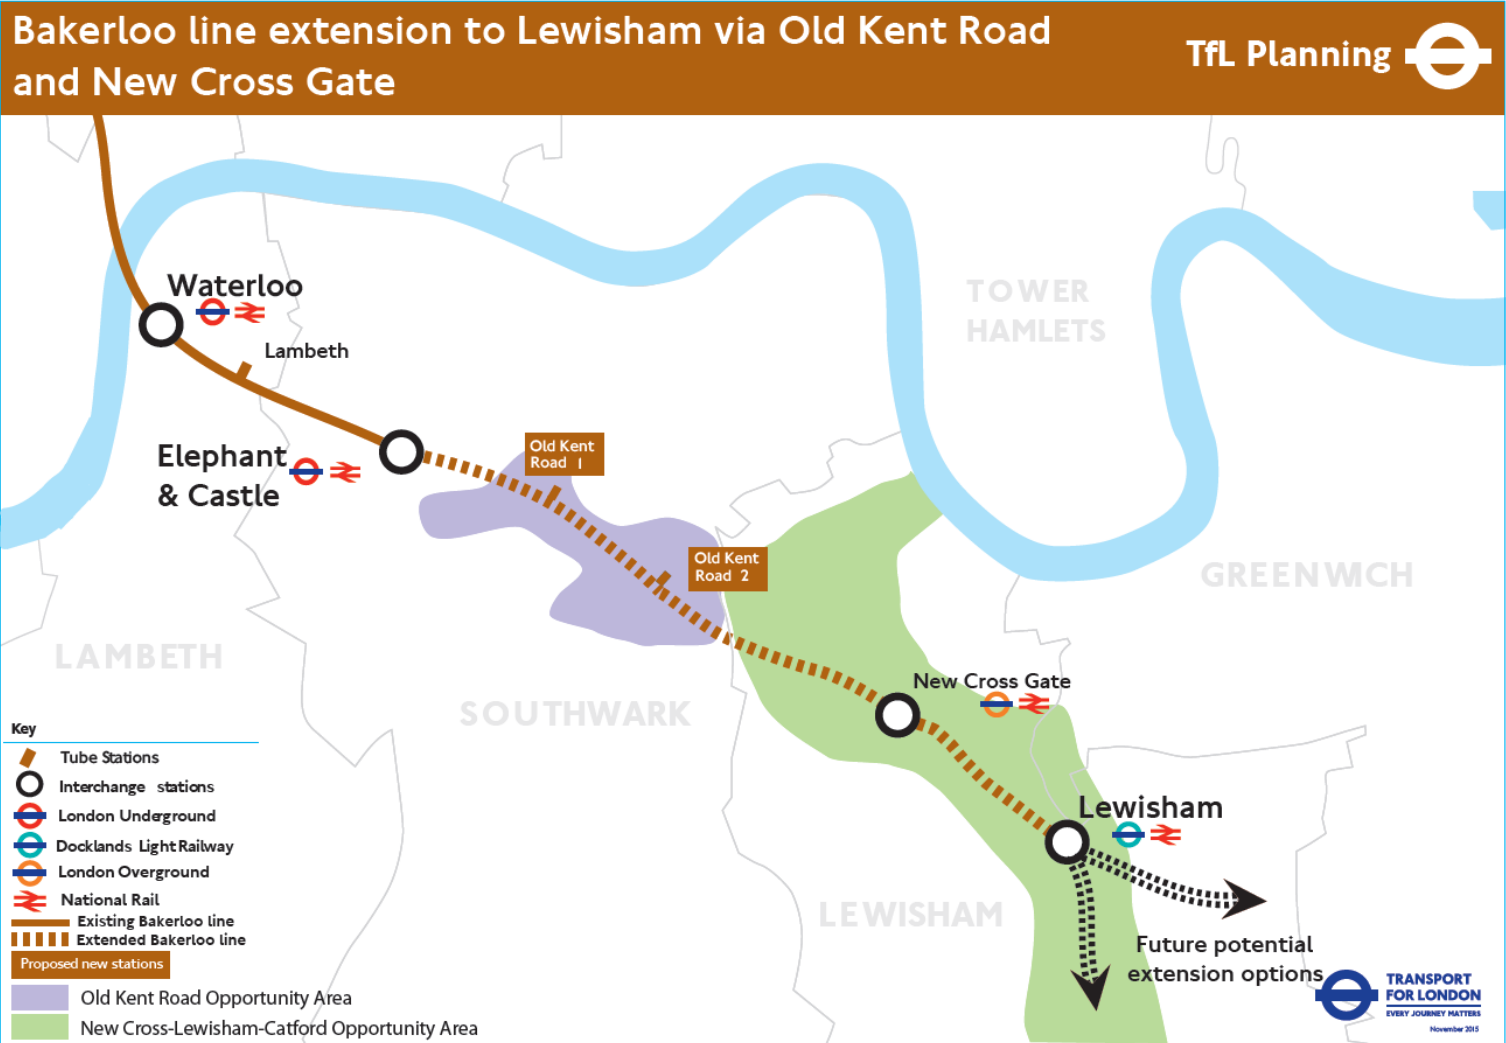 Bakerloo line extension to Lewisham via Old Kent Road
and New Cross Gate
TfL Planning
Waterloo
Lambeth
Elephant
& Castle
Old Kent
Road 1
Old Kent
Road 2
TOWER
HAMLETS
GREENWICH
LAMBETH
SOUTHWARK
New Cross Gate
Lewisham
LEWISHAM
Future potential
extension options
Key
Tube Stations
Interchange stations
London Underground
Docklands Light Railway
London Overground
National Rail
Existing Bakerloo line
Extended Bakerloo line
Proposed new stations
Old Kent Road Opportunity Area
New Cross-Lewisham-Catford Opportunity Area
TRANSPORT
FOR LONDON
EVERY JOURNEY MATTERS
November 2015